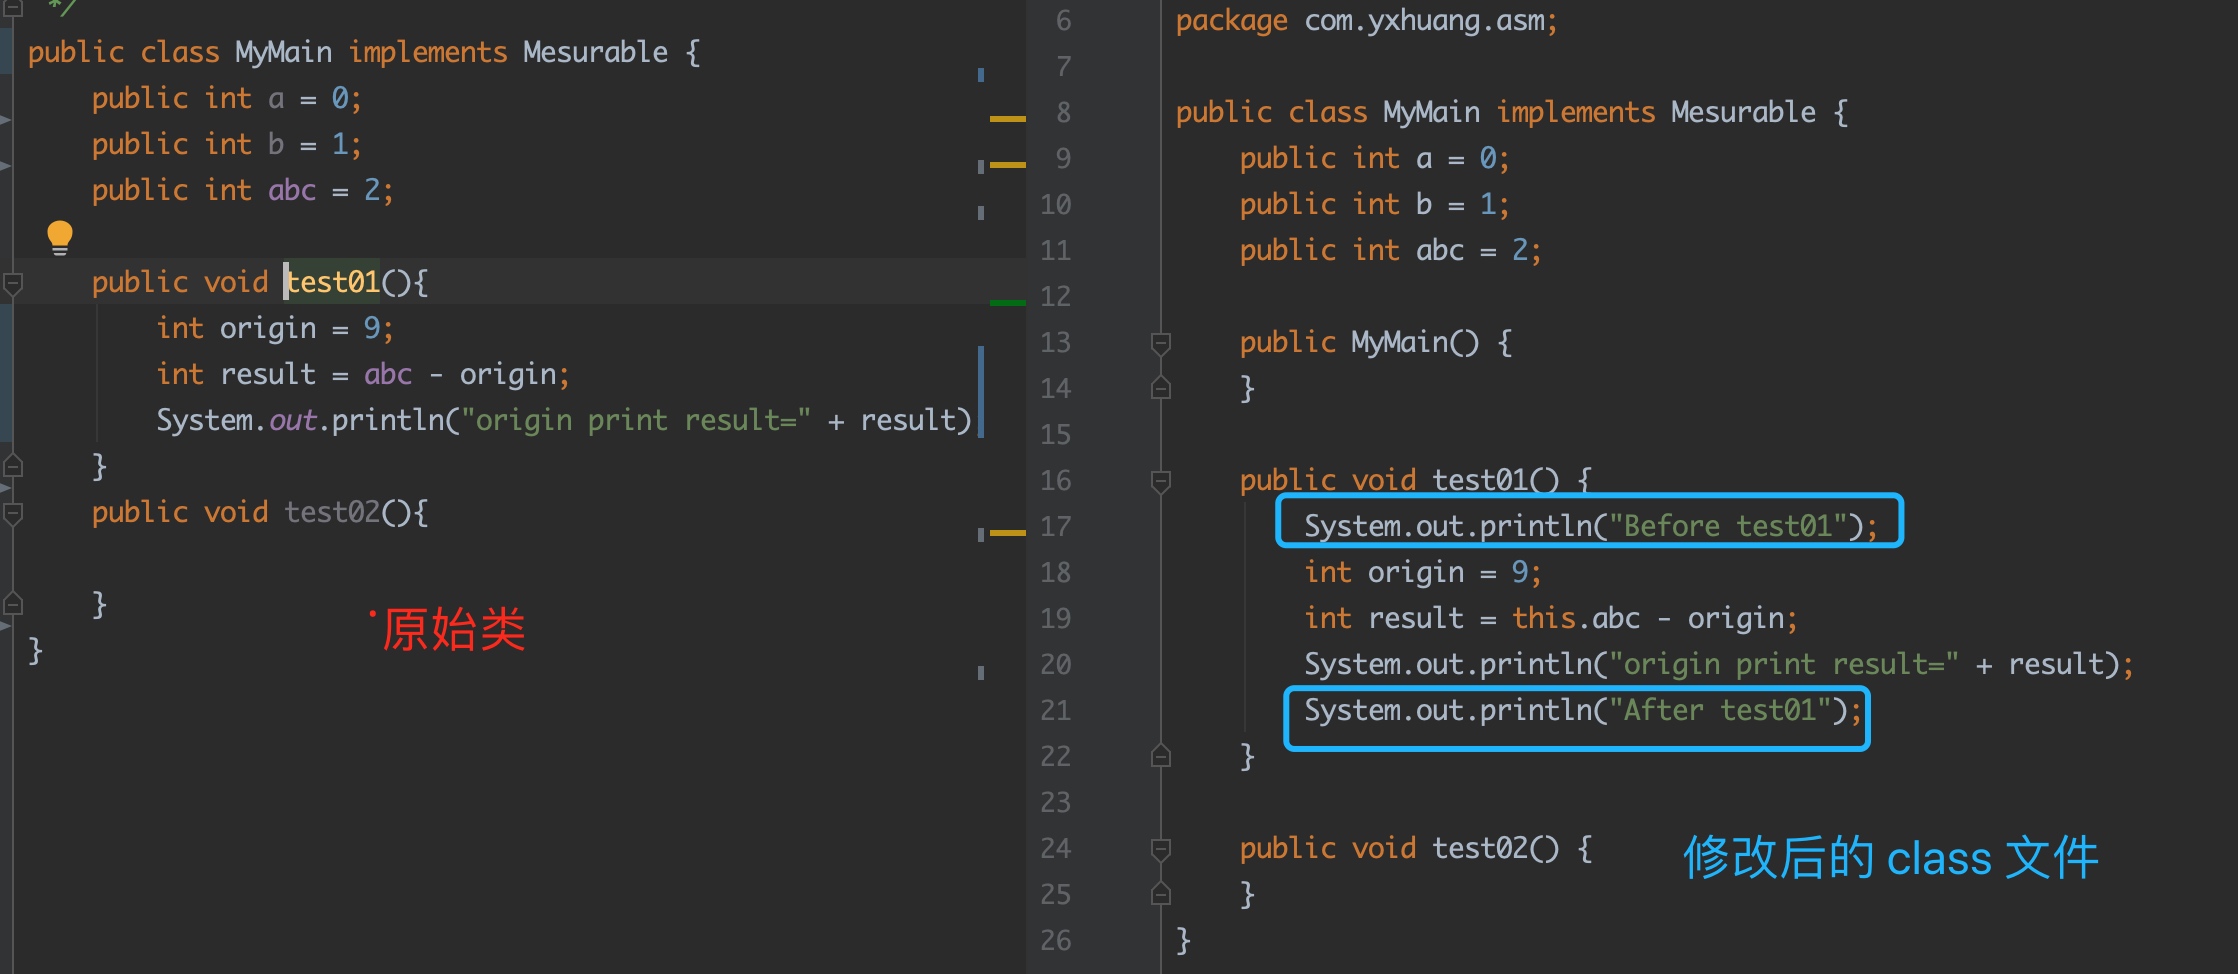 */
public class MyMain implements Mesurable {
public int a = 0;
public int b = 1;
public int abc = 2;
public void test01(){
int origin = 9;
int result = abc - origin;
System.out.println("origin print result=" + result)
}
public void test02(){
}
}
原始类
6 package com.yxhuang.asm;
7
8 public class MyMain implements Mesurable {
9 public int a = 0;
10 public int b = 1;
11 public int abc = 2;
12
13 public MyMain() {
14 }
15
16 public void test01() {
17 System.out.println("Before test01");
18 int origin = 9;
19 int result = this.abc - origin;
20 System.out.println("origin print result=" + result);
21 System.out.println("After test01");
22 }
23
24 public void test02() {
25 }
26 }
修改后的 class 文件